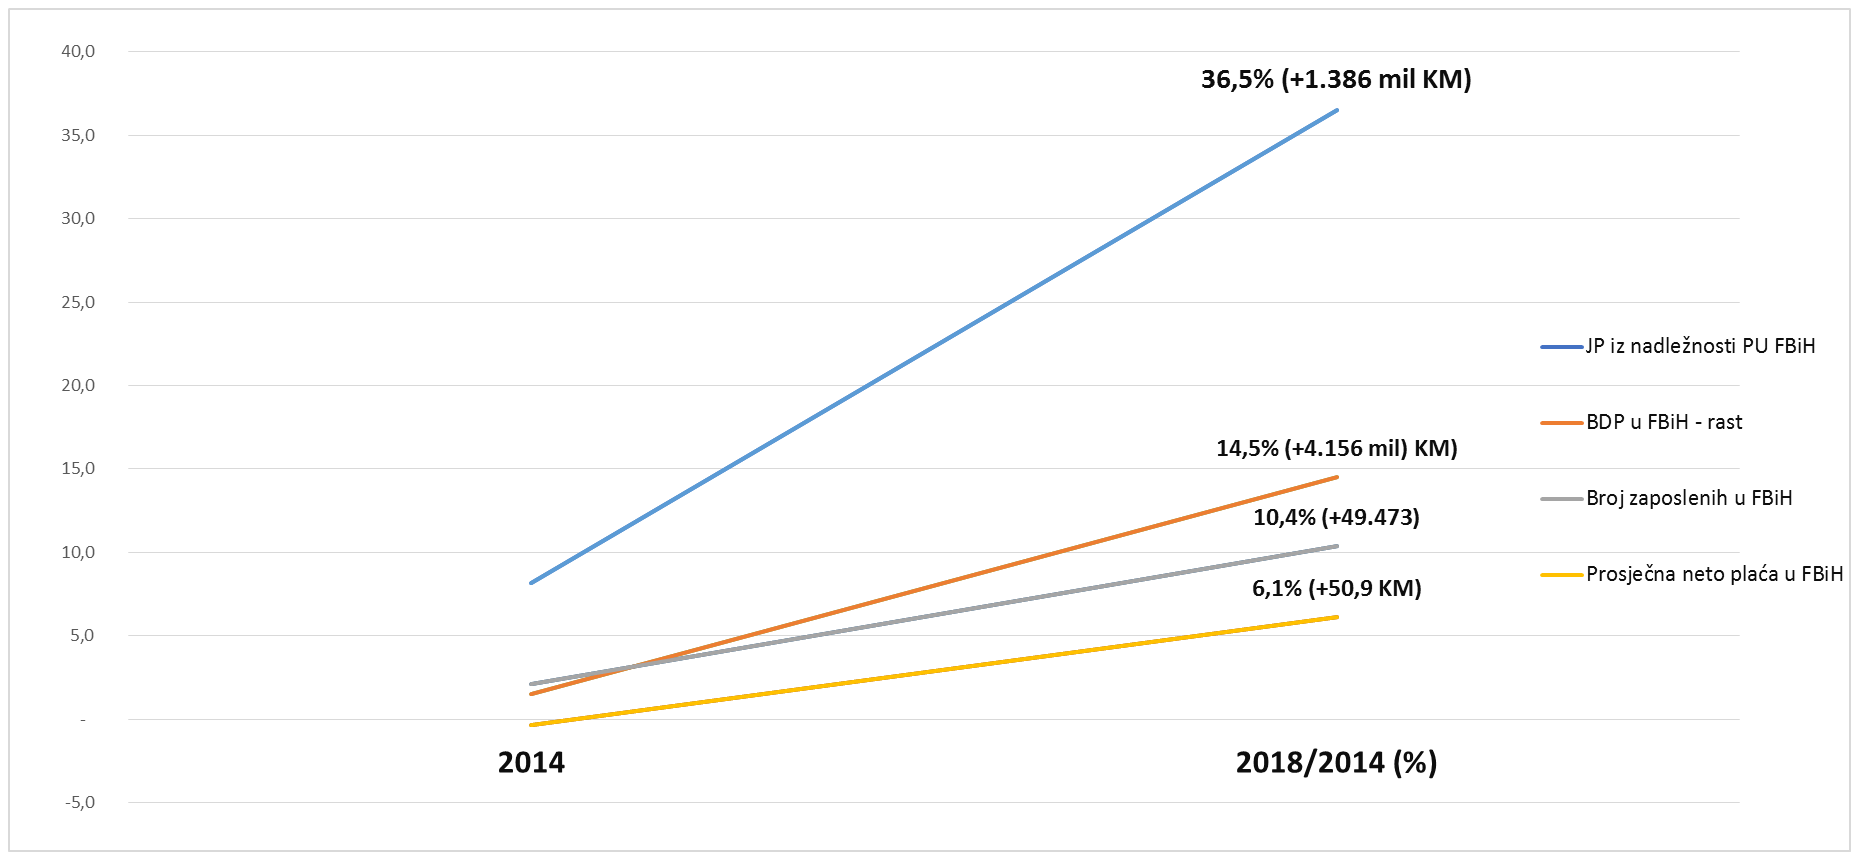 40,0
35,0
30,0
25,0
20,0
15,0
10,0
5,0
-
-5,0
36,5% (+1.386 mil KM)
14,5% (+4.156 mil) KM)
10,4% (+49.473)
6,1% (+50,9 KM)
2014
2018/2014 (%)
JP iz nadležnosti PU FBiH
BDP u FBiH - rast
Broj zaposlenih u FBiH
Prosječna neto plaća u FBiH